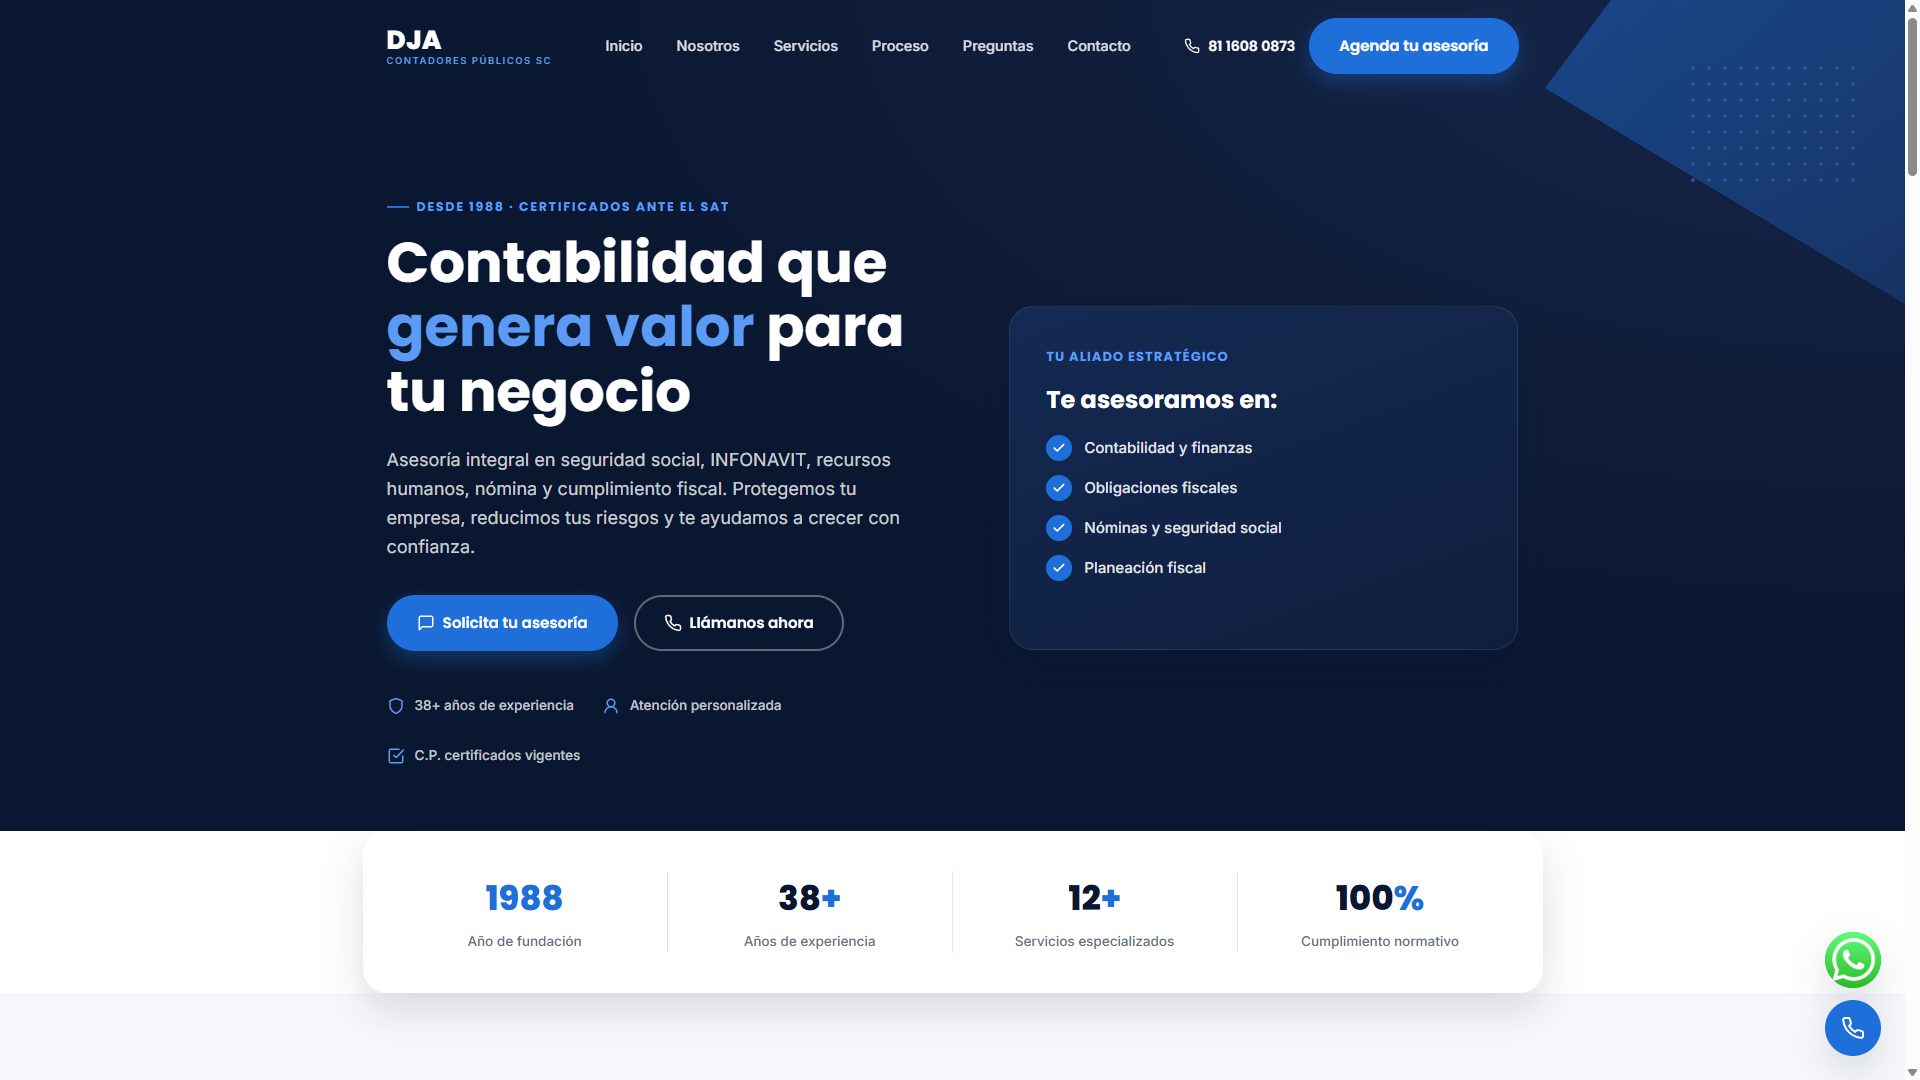 DJA
CONTADORES PÚBLICOS SC
Inicio
Nosotros
Servicios
Proceso
Preguntas
Contacto
81 1608 0873
Agenda tu asesoría
DESDE 1988 · CERTIFICADOS ANTE EL SAT
Contabilidad que
genera valor para
tu negocio
Asesoría integral en seguridad social, INFONAVIT, recursos
humanos, nómina y cumplimiento fiscal. Protegemos tu
empresa, reducimos tus riesgos y te ayudamos a crecer con
confianza.
Solicita tu asesoría
Llámanos ahora
38+ años de experiencia
Atención personalizada
C.P. certificados vigentes
TU ALIADO ESTRATÉGICO
Te asesoramos en:
Contabilidad y finanzas
Obligaciones fiscales
Nóminas y seguridad social
Planeación fiscal
1988
Año de fundación
38+
Años de experiencia
12+
Servicios especializados
100%
Cumplimiento normativo